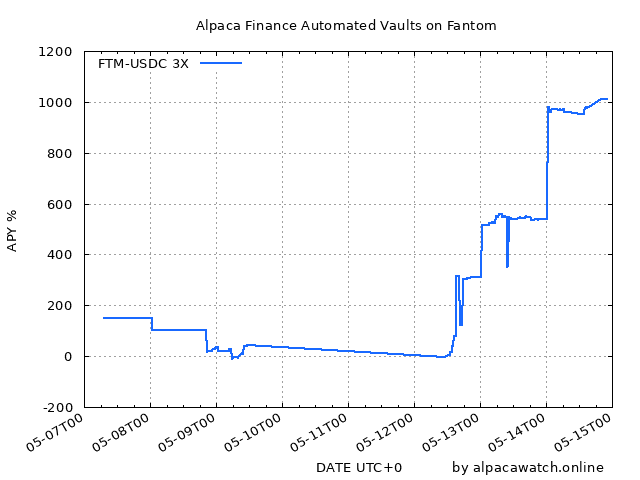 Alpaca Finance Automated Vaults on Fantom
FTM-USDC 3X
1200
1000
800
600
400
200
0
-200
APY %
05-07T00
05-08T00
05-09T00
05-10T00
05-11T00
05-12T00
05-13T00
05-14T00
05-15T00
DATE UTC+0
by alpacawatch.online